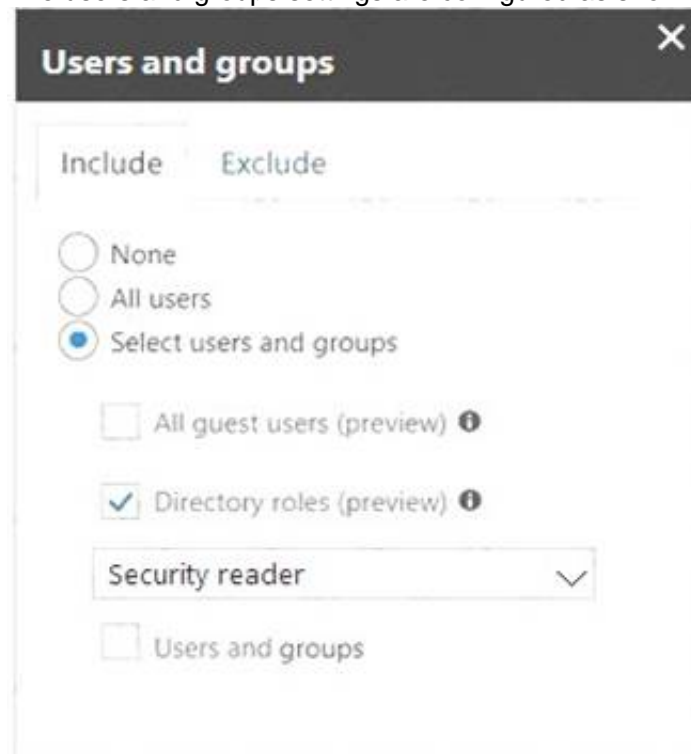 Users and groups
Include Exclude
None
All users
Select users and groups
All guest users (preview)
Directory roles (preview)
Security reader
Users and groups